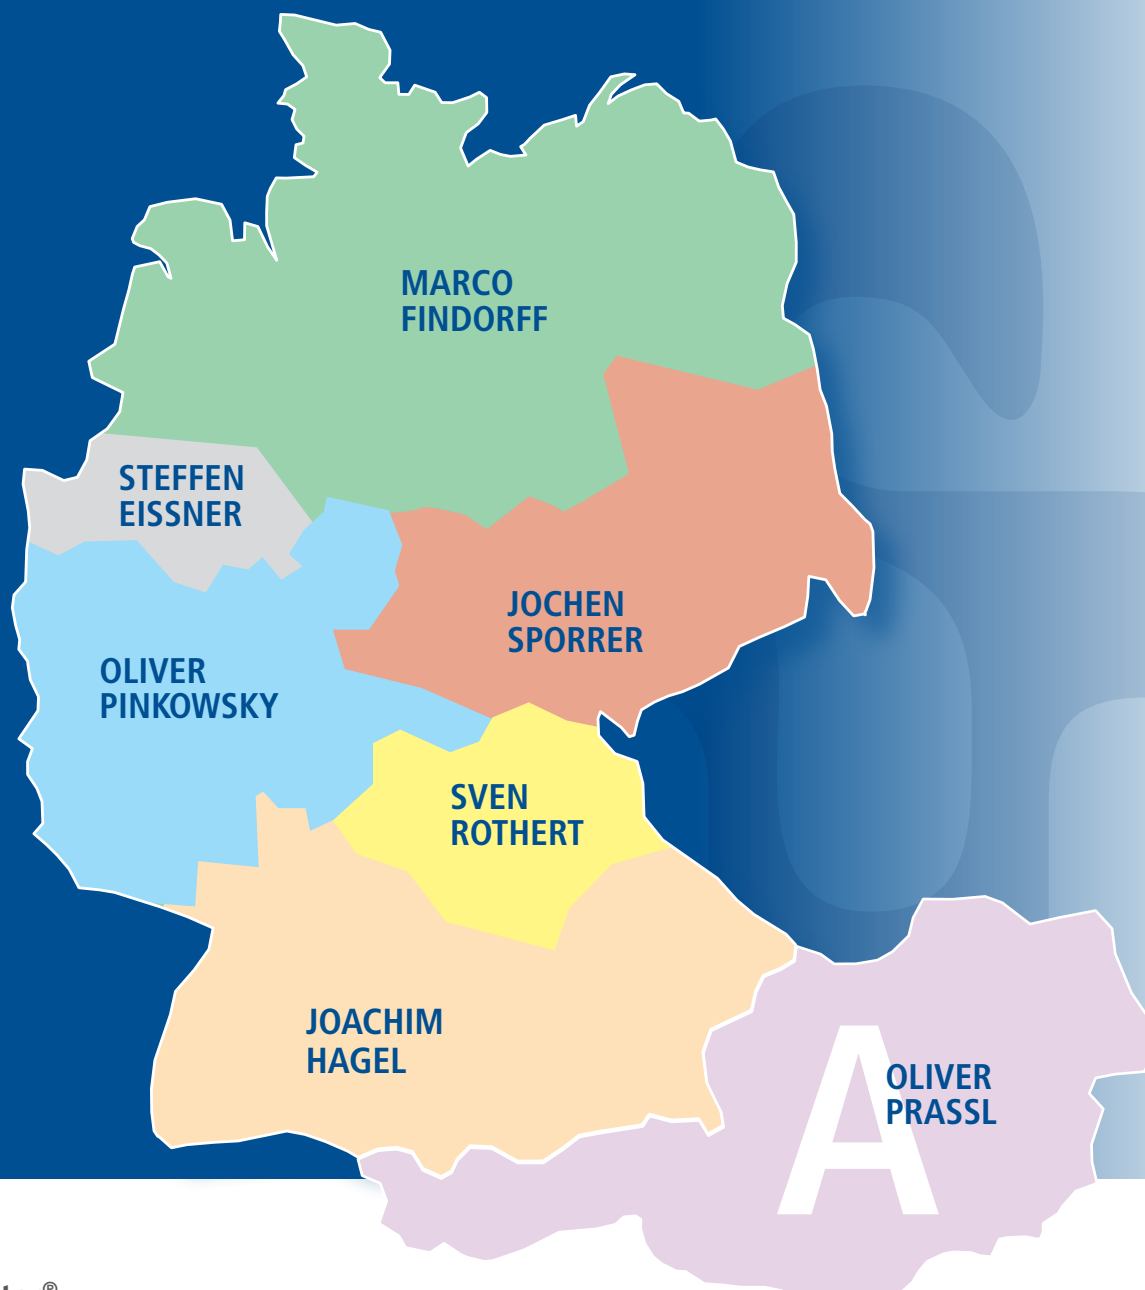 MARCO
FINDORFF
STEFFEN
EISSNER
JOCHEN
SPORRER
OLIVER
PINKOWSKY
SVEN
ROTHERT
JOACHIM
HAGEL
A
OLIVER
PRASSL
®